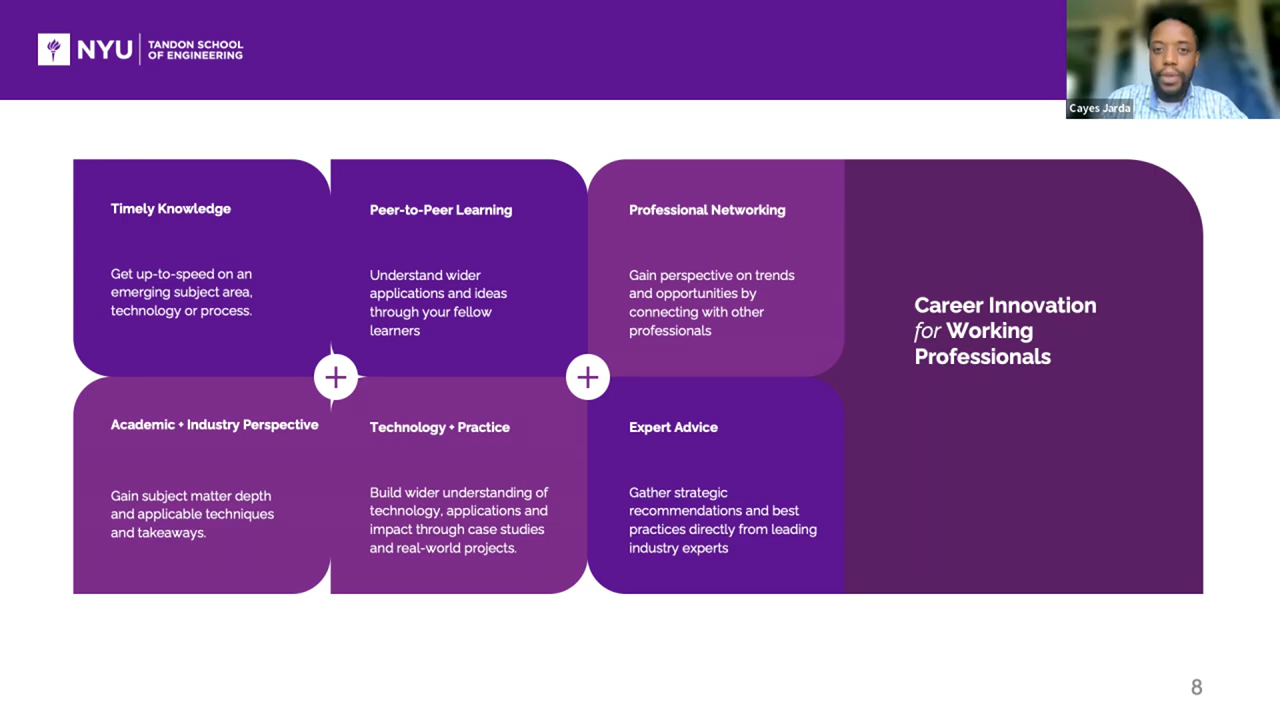 NYU
TANDON SCHOOL
OF ENGINEERING
Cayes Jarda
Timely Knowledge
Get up-to-speed on an
emerging subject area,
technology or process.
Peer-to-Peer Learning
Understand wider
applications and ideas
through your fellow
learners
Professional Networking
Gain perspective on trends
and opportunities by
connecting with other
professionals
Career Innovation
for Working
Professionals
Academic + Industry Perspective
Gain subject matter depth
and applicable techniques
and takeaways.
Technology + Practice
Build wider understanding of
technology, applications and
impact through case studies
and real-world projects.
Expert Advice
Gather strategic
recommendations and best
practices directly from leading
industry experts
8